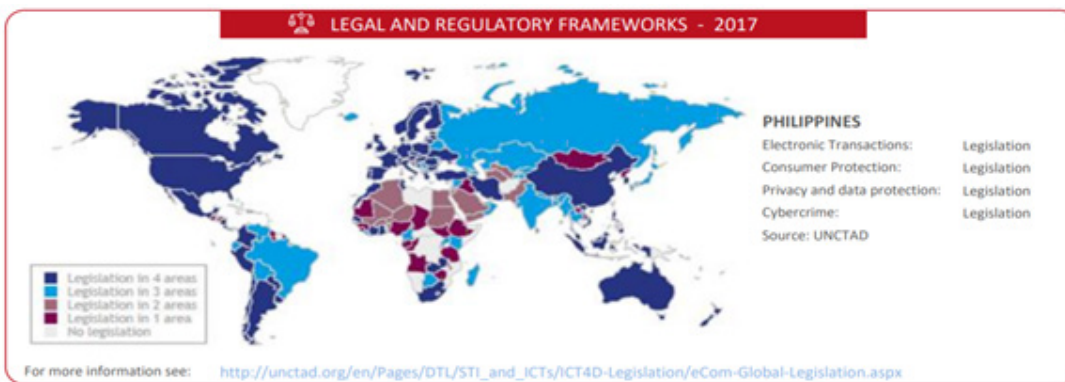 LEGAL AND REGULATORY FRAMEWORKS - 2017
PHILIPPINES
Electronic Transactions: Legislation
Consumer Protection: Legislation
Privacy and data protection: Legislation
Cybercrime: Legislation
Source: UNCTAD
Legislation in 4 areas
Legislation in 3 areas
Legislation in 2 areas
Legislation in 1 area
No legislation
For more information see: http://unctad.org/en/Pages/DTL/STI_and_ICTs/ICT4D-Legislation/eCom-Global-Legislation.aspx